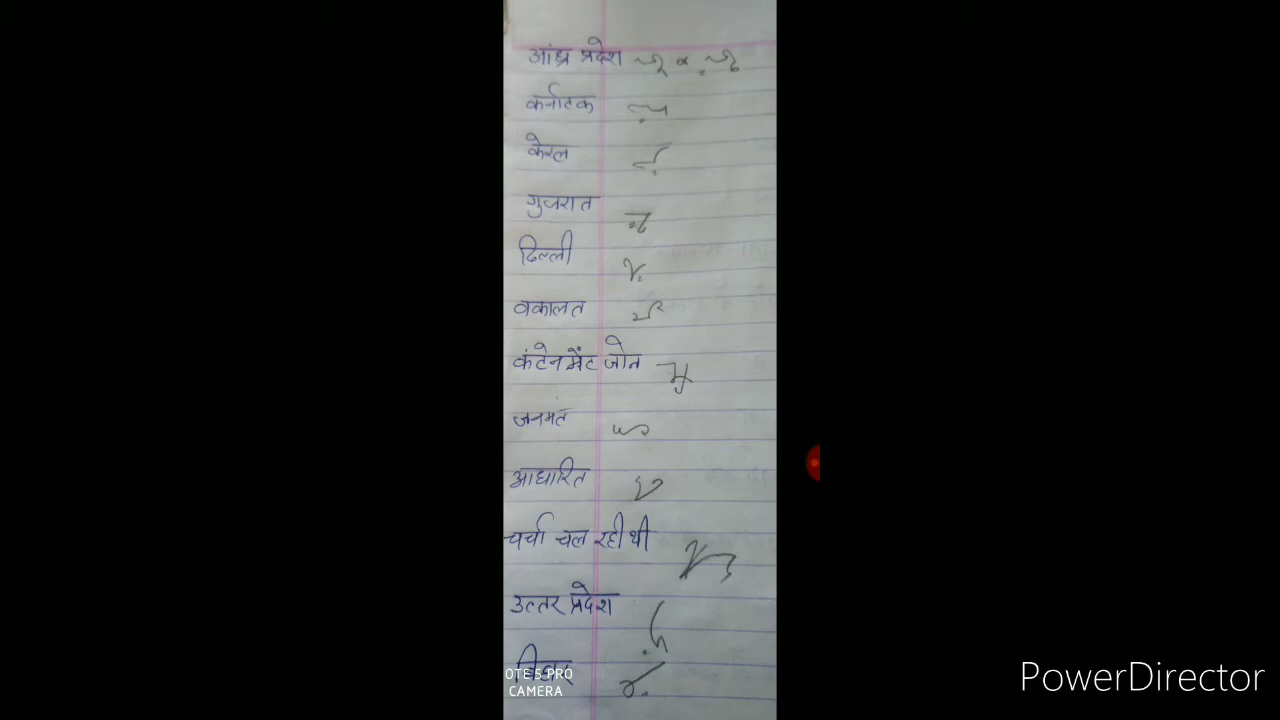 आंध्र प्रदेश
कर्नाटक
केरल
गुजरात
दिल्ली
वकालत
कंटेनमेंट जोन
जनमत
आधारित
चर्चा चल रही थी
उत्तर प्रदेश
बिहार
OTE 5 PRO
CAMERA
PowerDirector